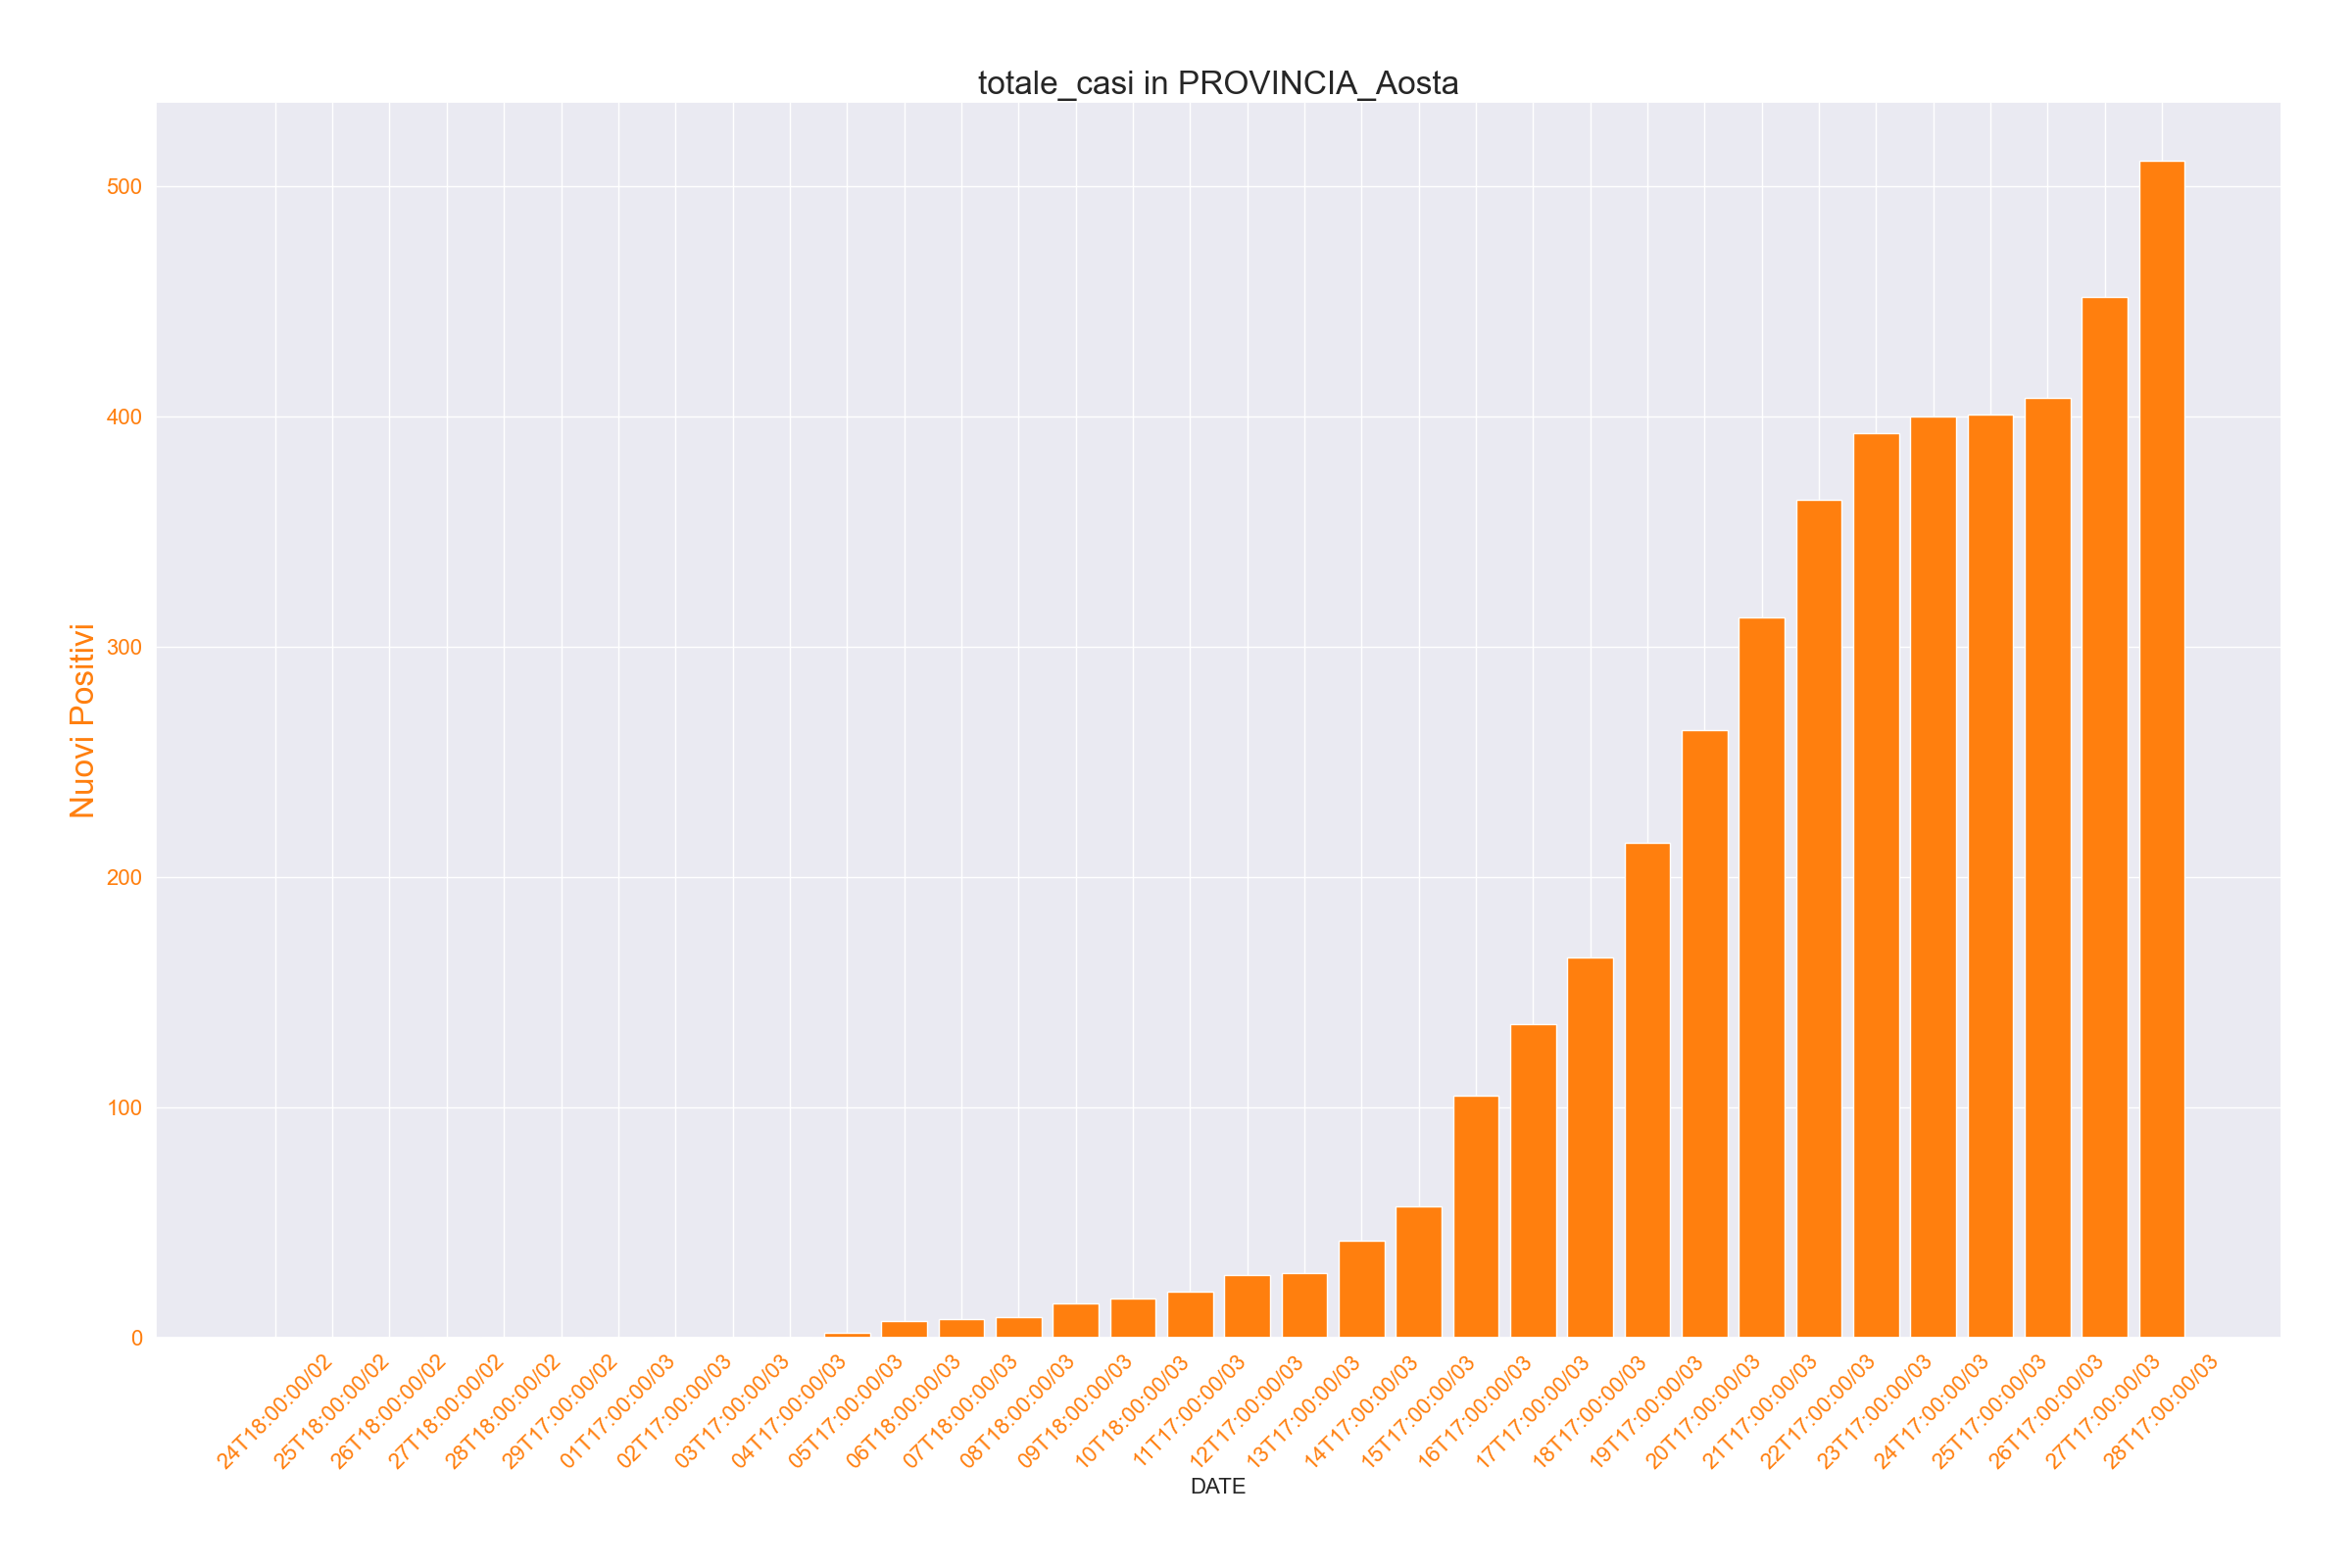 totale_casi in PROVINCIA_Aosta
Nuovi Positivi
500
400
300
200
100
0
24T18:00:00/02
25T18:00:00/02
26T18:00:00/02
27T18:00:00/02
28T18:00:00/02
29T17:00:00/02
01T17:00:00/03
02T17:00:00/03
03T17:00:00/03
04T17:00:00/03
05T17:00:00/03
06T18:00:00/03
07T18:00:00/03
08T18:00:00/03
09T18:00:00/03
10T18:00:00/03
11T17:00:00/03
12T17:00:00/03
13T17:00:00/03
14T17:00:00/03
15T17:00:00/03
16T17:00:00/03
17T17:00:00/03
18T17:00:00/03
19T17:00:00/03
20T17:00:00/03
21T17:00:00/03
22T17:00:00/03
23T17:00:00/03
24T17:00:00/03
25T17:00:00/03
26T17:00:00/03
27T17:00:00/03
28T17:00:00/03
DATE